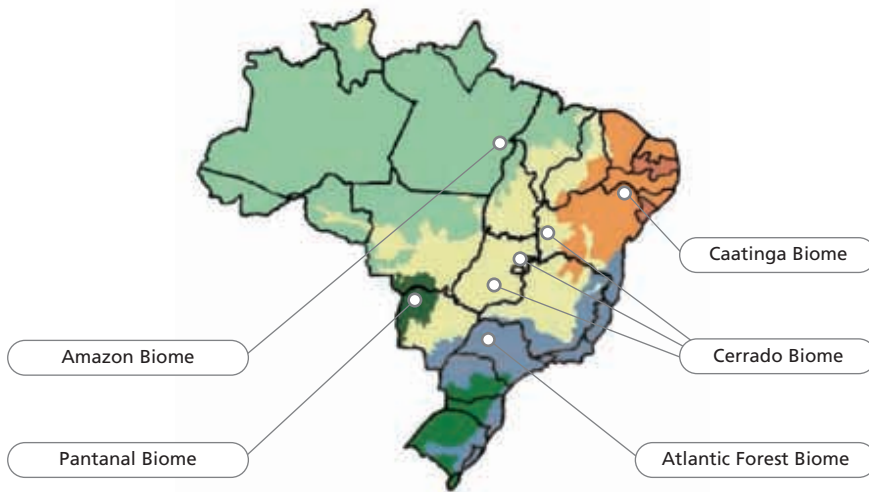 Caatinga Biome
Amazon Biome
Cerrado Biome
Pantanal Biome
Atlantic Forest Biome